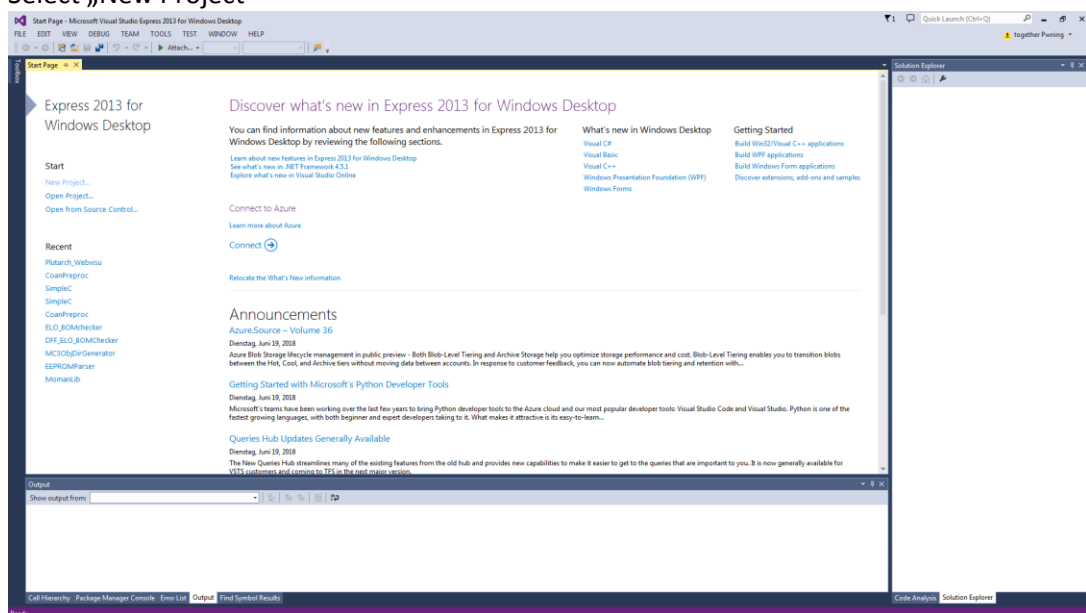 Select „New Project"
Start Page - Microsoft Visual Studio Express 2013 for Windows Desktop
1
Quick Launch (Ctrl+Q)
FILE EDIT VIEW DEBUG TEAM TOOLS TEST WINDOW HELP
together Pwning
Attach...
Toolbox
Start Page
Solution Explorer
Express 2013 for
Windows Desktop
Start
New Project...
Open Project...
Open from Source Control...
Recent
Plutarch_Webvisu
CoanPreproc
SimpleC
SimpleC
CoanPreproc
ELO_BOMchecker
DFF_ELO_BOMChecker
MC3ObjDirGenerator
EEPROMParser
MomanLib
Discover what's new in Express 2013 for Windows Desktop
You can find information about new features and enhancements in Express 2013 for
Windows Desktop by reviewing the following sections.
Learn about new features in Express 2013 for Windows Desktop
See what's new in .NET Framework 4.5.1
Explore what's new in Visual Studio Online
What's new in Windows Desktop
Visual C#
Visual Basic
Visual C++
Windows Presentation Foundation (WPF)
Windows Forms
Getting Started
Build Win32/Visual C++ applications
Build WPF applications
Build Windows Form applications
Discover extensions, add-ons and samples
Connect to Azure
Learn more about Azure
Connect
Relocate the What's New information
Announcements
Azure.Source – Volume 36
Dienstag, Juni 19, 2018
Azure Blob Storage lifecycle management in public preview - Both Blob-Level Tiering and Archive Storage help you optimize storage performance and cost. Blob-Level Tiering enables you to transition blobs
between the Hot, Cool, and Archive tiers without moving data between accounts. In response to customer feedback, you can now automate blob tiering and retention with...
Getting Started with Microsoft's Python Developer Tools
Dienstag, Juni 19, 2018
Microsoft's teams have been working over the last few years to bring Python developer tools to the Azure cloud and our most popular developer tools: Visual Studio Code and Visual Studio. Python is one of the
fastest growing languages, with both beginner and expert developers taking to it. What makes it attractive is its easy-to-learn...
Queries Hub Updates Generally Available
Dienstag, Juni 19, 2018
The New Queries Hub streamlines many of the existing features from the old hub and provides new capabilities to make it easier to get to the queries that are important to you. It is now generally available for
VSTS customers and coming to TFS in the next major version.
Output
Show output from:
Call Hierarchy Package Manager Console Error List Output Find Symbol Results
Code Analysis Solution Explorer